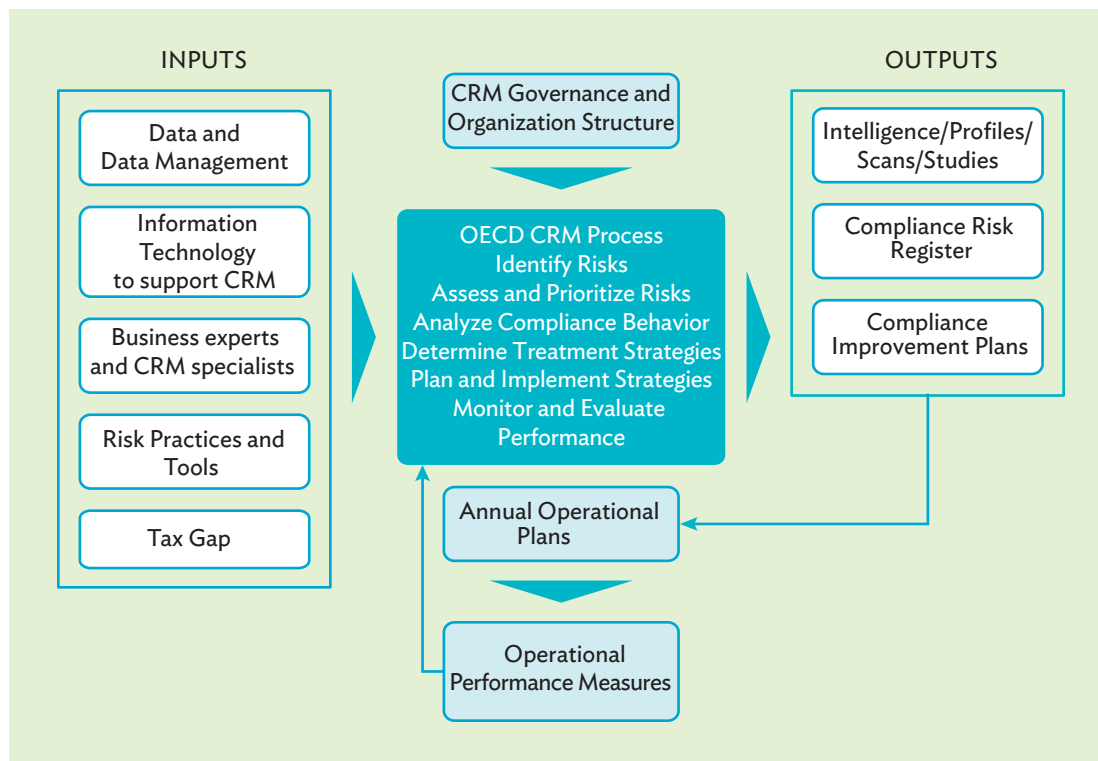 INPUTS
Data and
Data Management
Information
Technology
to support CRM
Business experts
and CRM specialists
Risk Practices and
Tools
Tax Gap
CRM Governance and
Organization Structure
OECD CRM Process
Identify Risks
Assess and Prioritize Risks
Analyze Compliance Behavior
Determine Treatment Strategies
Plan and Implement Strategies
Monitor and Evaluate
Performance
Annual Operational
Plans
Operational
Performance Measures
OUTPUTS
Intelligence/Profiles/
Scans/Studies
Compliance Risk
Register
Compliance
Improvement Plans